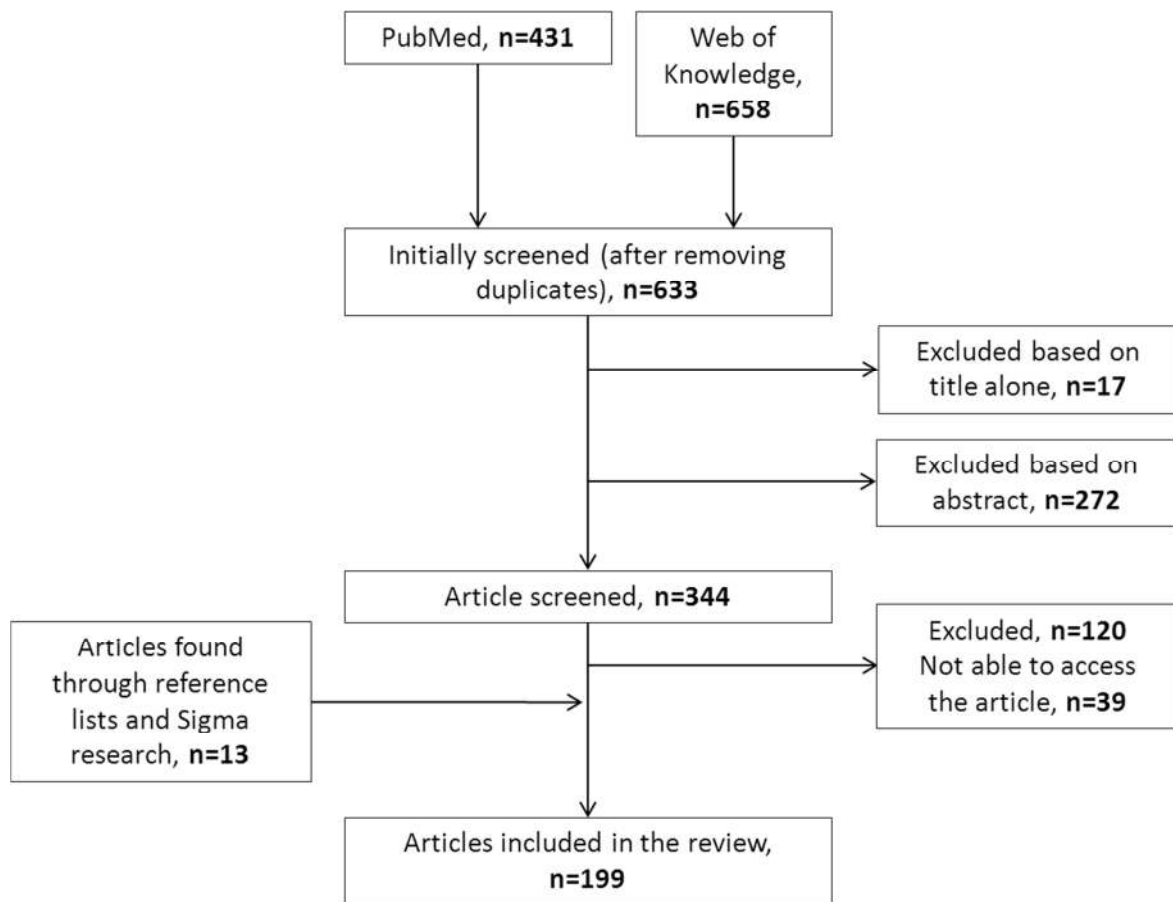 PubMed, n=431
Web of
Knowledge,
n=658
Initially screened (after removing
duplicates), n=633
Excluded based on
title alone, n=17
Excluded based on
abstract, n=272
Article screened, n=344
Articles found
through reference
lists and Sigma
research, n=13
Excluded, n=120
Not able to access
the article, n=39
Articles included in the review,
n=199